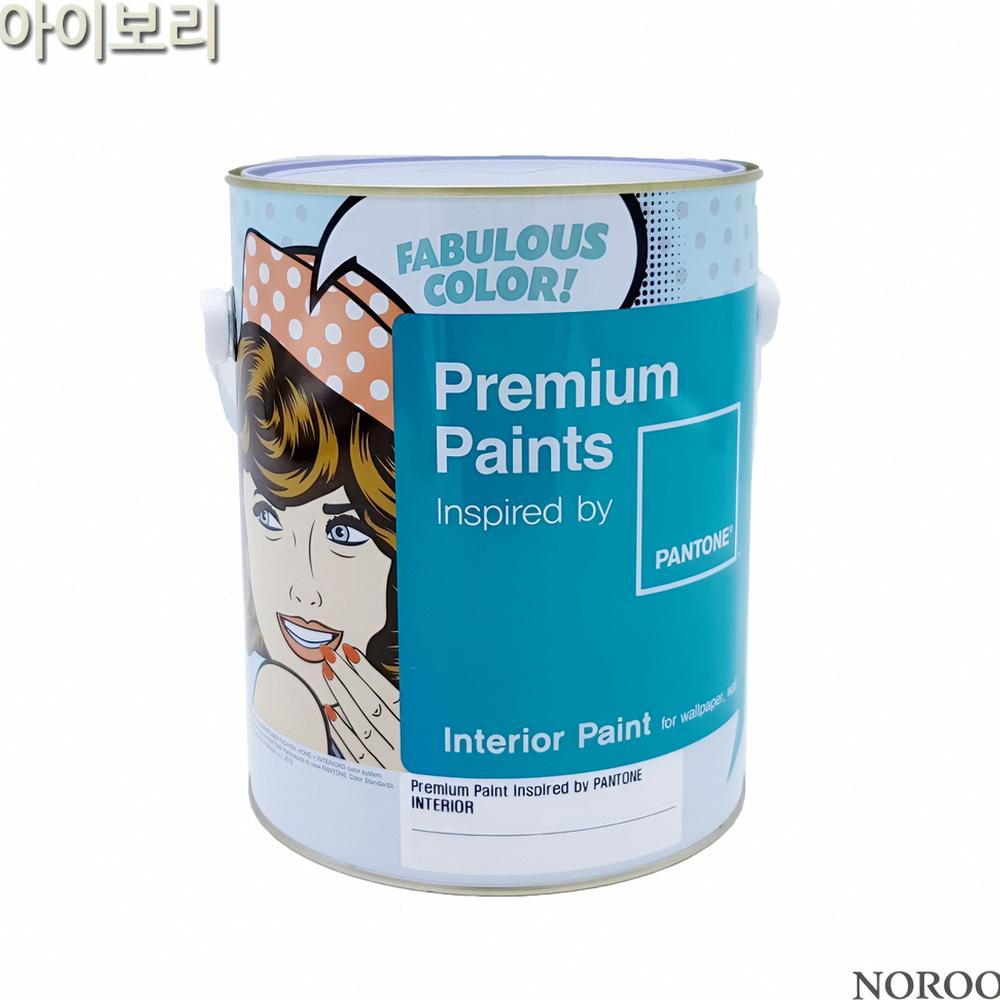 아이보리
FABULOUS
COLOR!
Premium
Paints
Inspired by
PANTONE®
Interior Paint for wallpaper,
Premium Paint Inspired by PANTONE
INTERIOR
NOROO